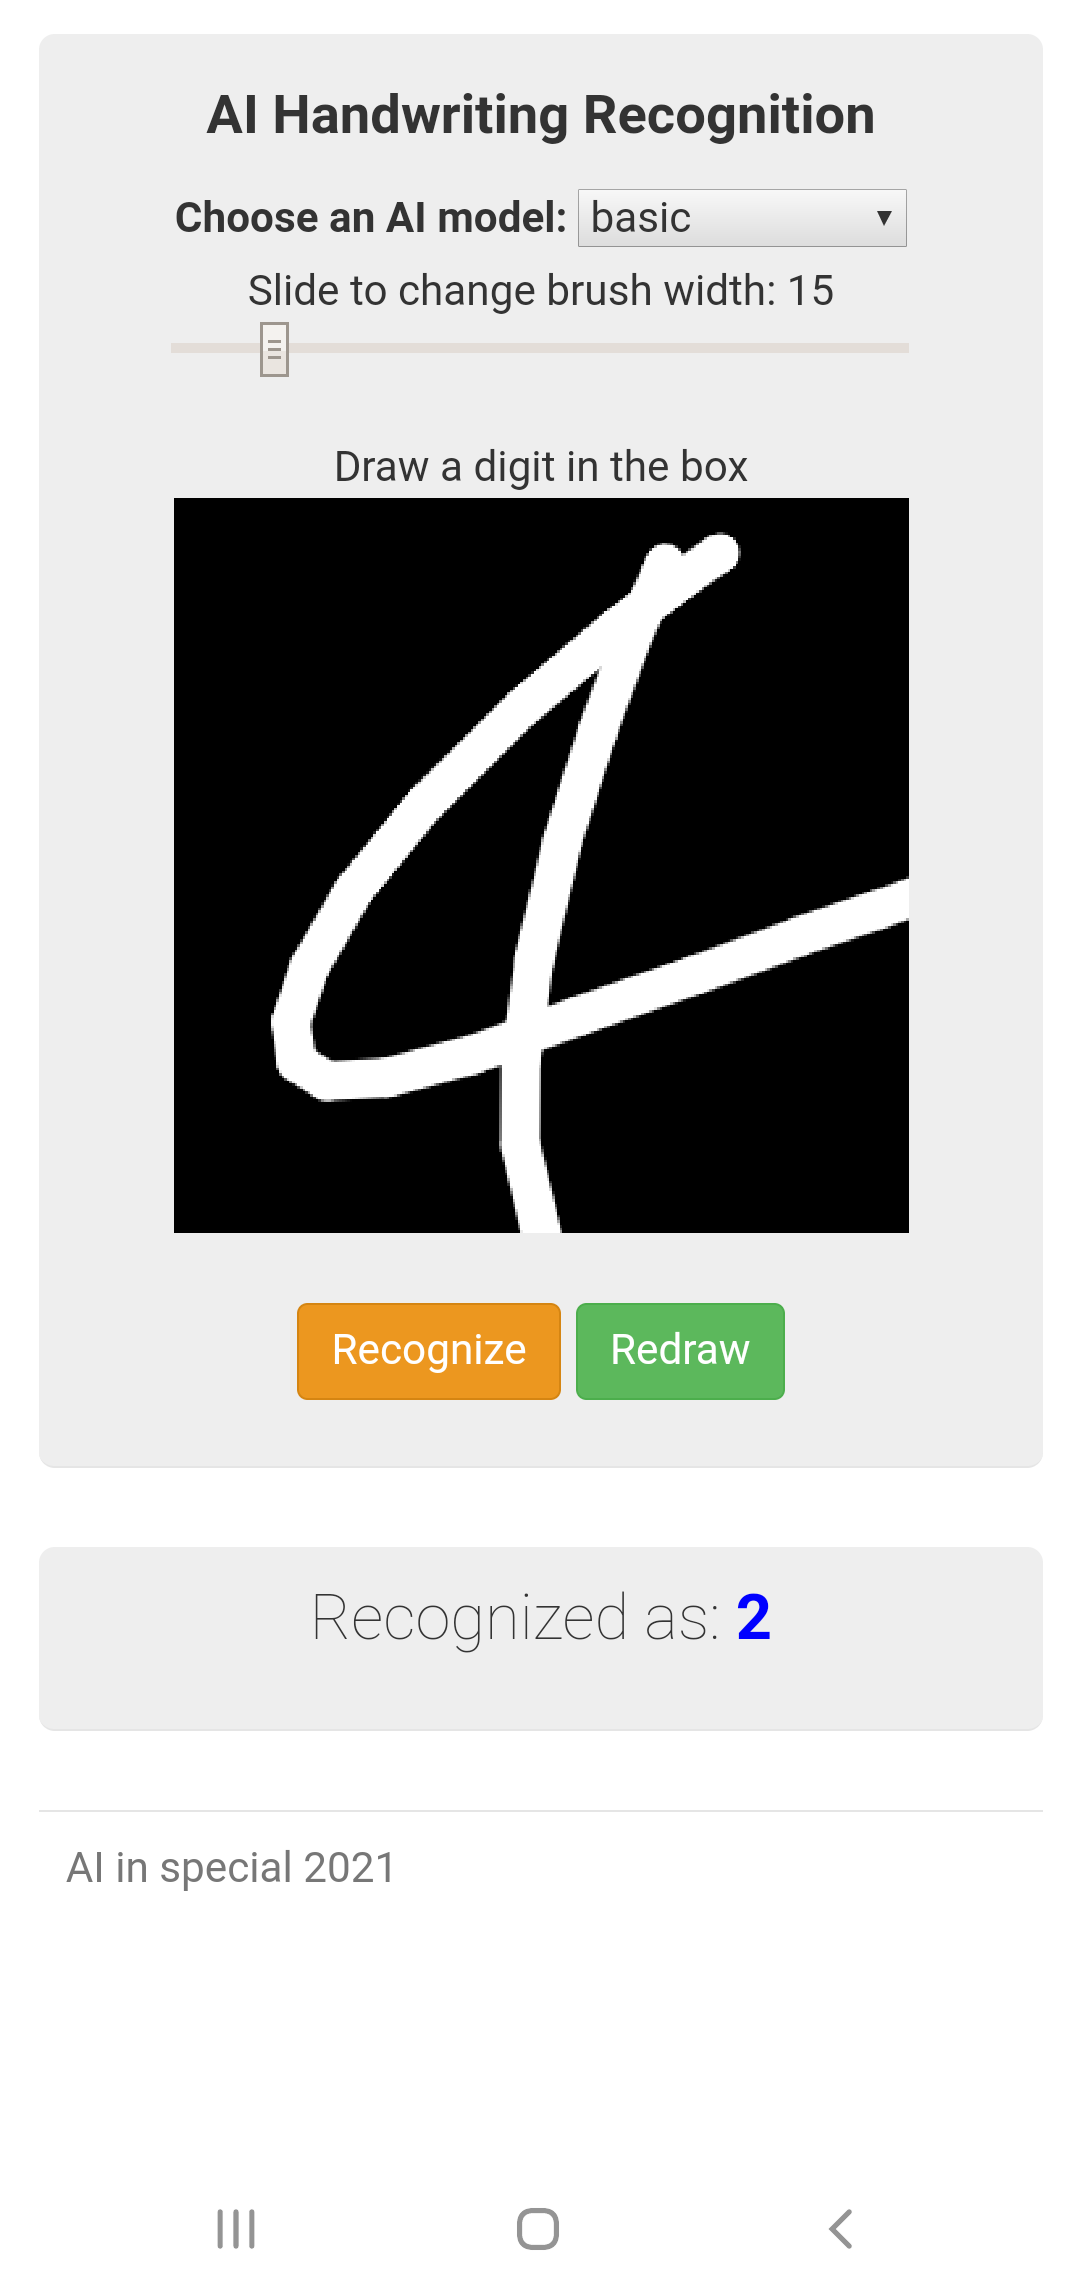 AI Handwriting Recognition
Choose an AI model: basic
Slide to change brush width: 15
Draw a digit in the box
4
Recognize Redraw
Recognized as: 2
AI in special 2021